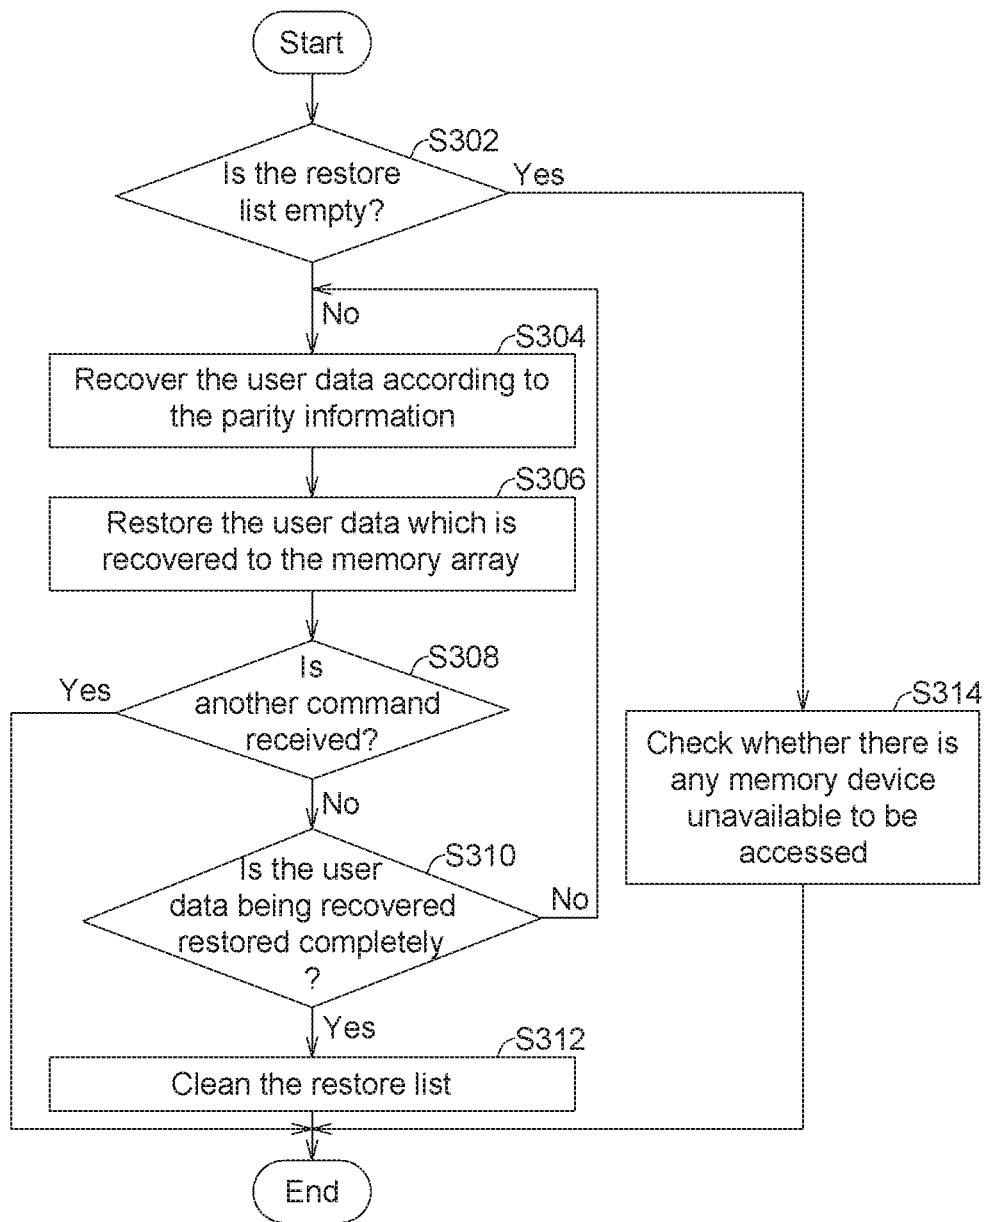 Start
S302
Is the restore
list empty?
Yes
No
S304
Recover the user data according to
the parity information
S306
Restore the user data which is
recovered to the memory array
S308
Is
another command
received?
Yes
No
S314
Check whether there is
any memory device
unavailable to be
accessed
S310
Is the user
data being recovered
restored completely
?
No
Yes
S312
Clean the restore list
End